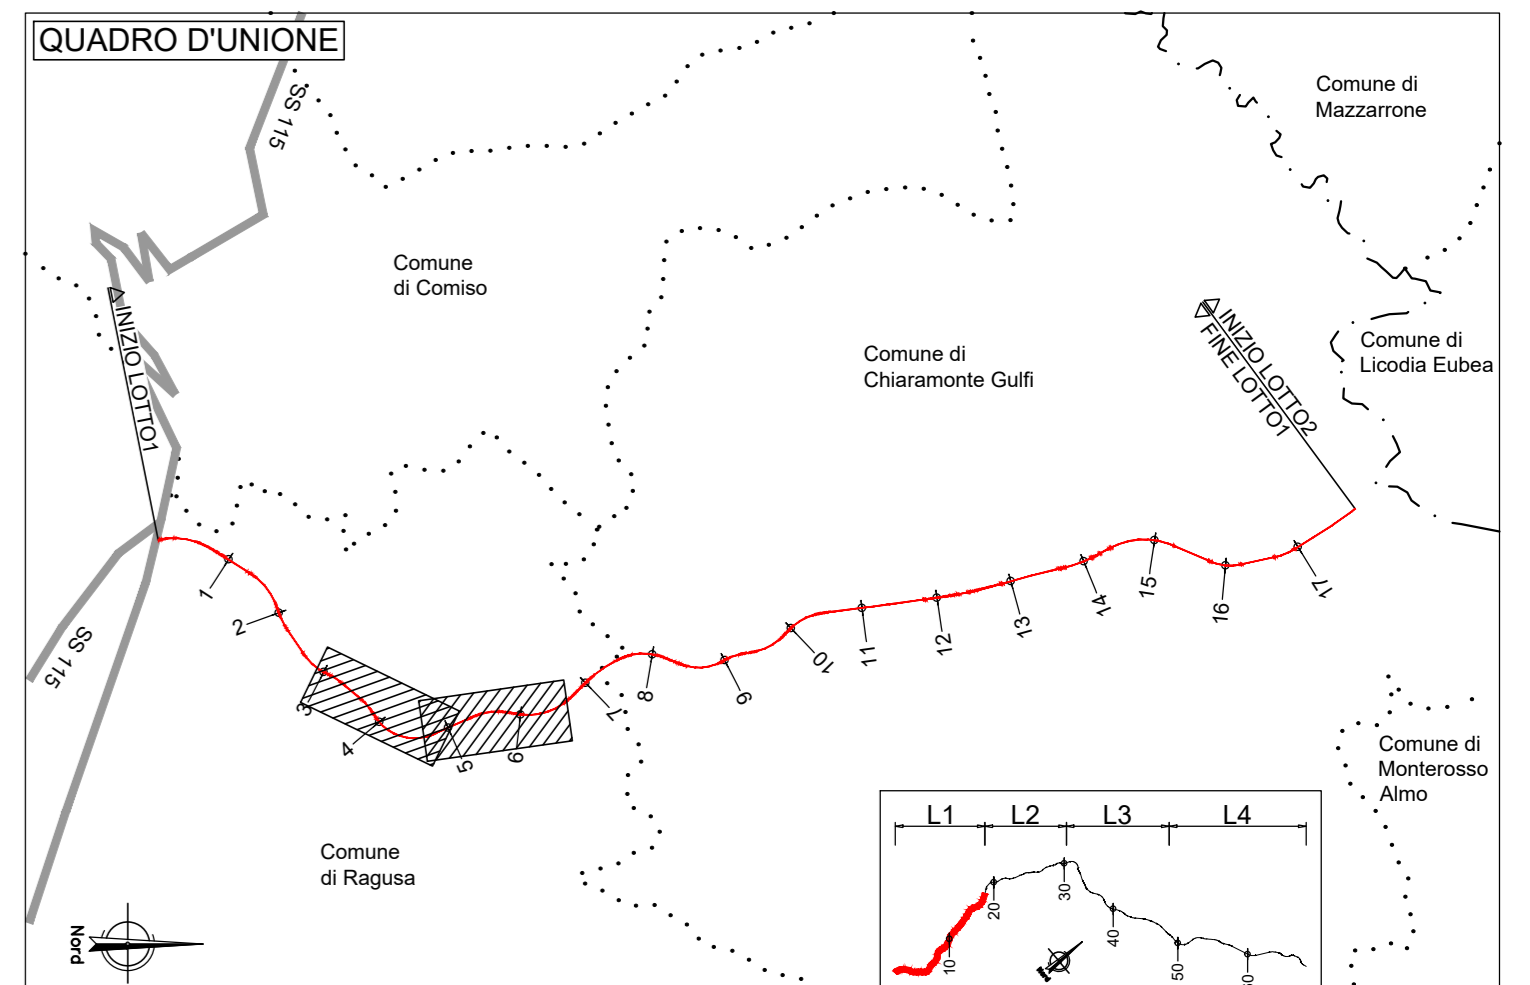 QUADRO D'UNIONE
SS 115
Comune di
Mazzarrone
Comune
di Comiso
INIZIO LOTTO1
Comune di
Chiaramonte Gulfi
INIZIO LOTTO2
FINE LOTTO1
Comune di
Licodia Eubea
1
2
3
4
5
6
7
8
9
10
11
12
13
14
15
16
17
SS 115
Comune
di Ragusa
Comune di
Monterosso
Almo
Nord
L1 L2 L3 L4
10
20
30
40
50